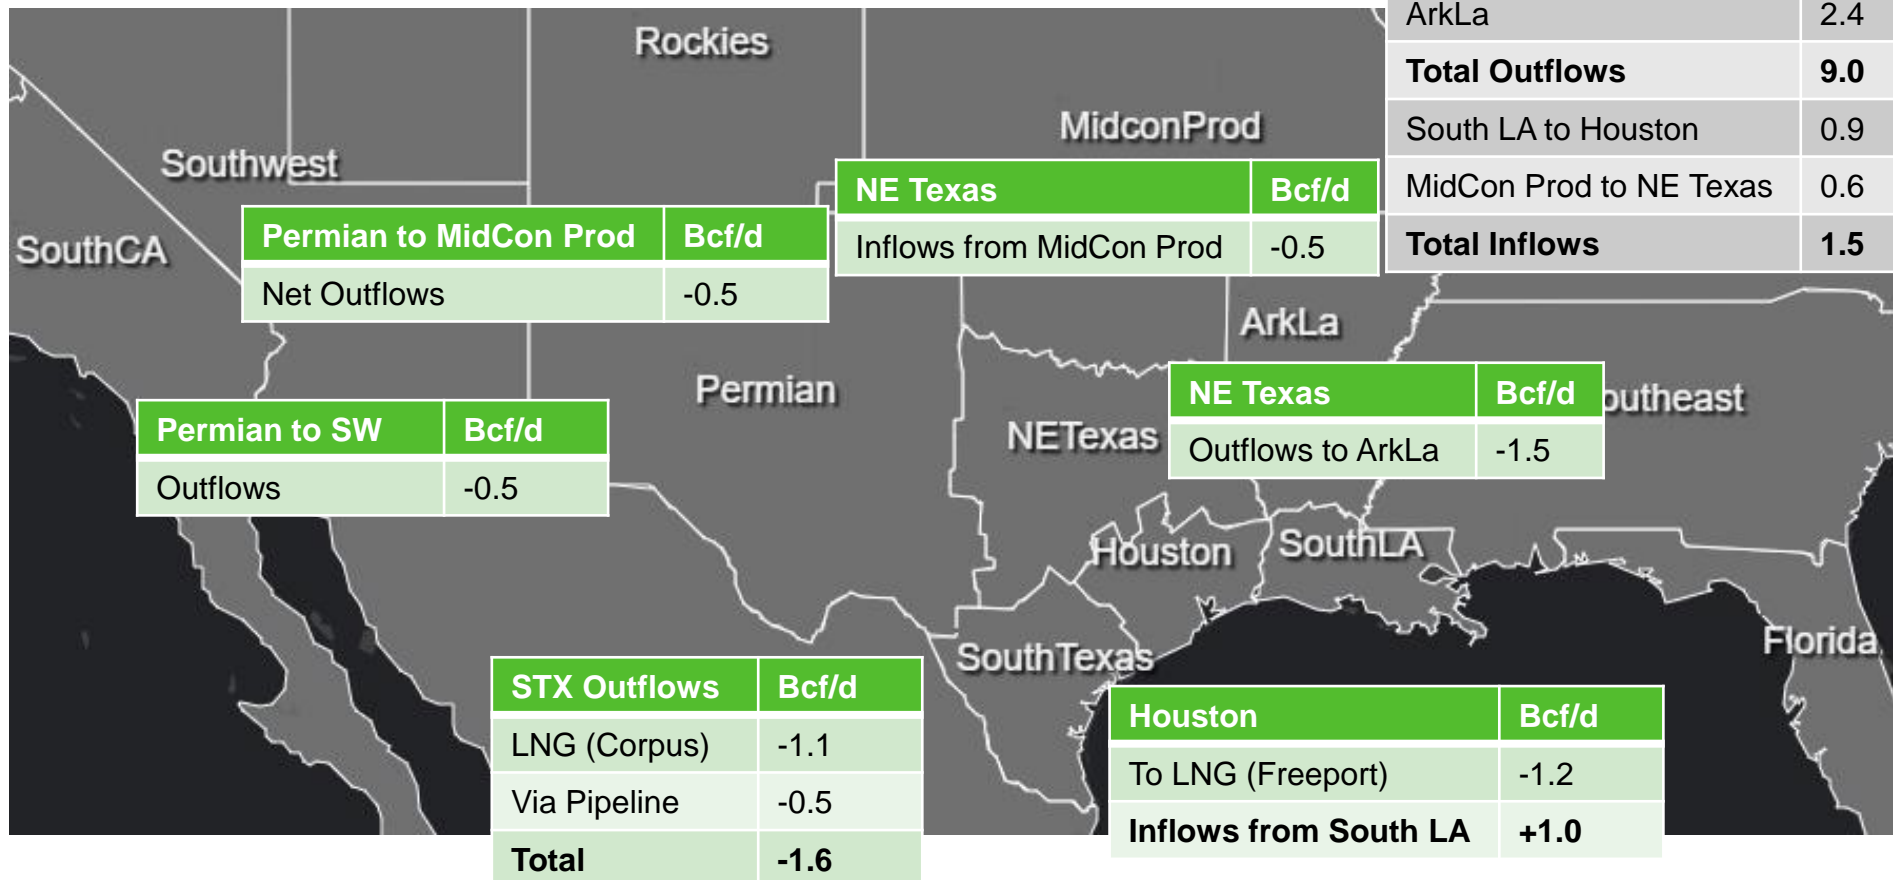 ArkLa 2.4
Total Outflows 9.0
South LA to Houston 0.9
MidCon Prod to NE Texas 0.6
Total Inflows 1.5
Rockies
MidconProd
Southwest
SouthCA
NE Texas Bcf/d
Inflows from MidCon Prod -0.5
Permian to MidCon Prod Bcf/d
Net Outflows -0.5
ArkLa
Permian
NE Texas Bcf/d
Outflows to ArkLa -1.5
outheast
NETexas
Permian to SW Bcf/d
Outflows -0.5
Houston
SouthLA
SouthTexas
Florida
STX Outflows Bcf/d
LNG (Corpus) -1.1
Via Pipeline -0.5
Total -1.6
Houston Bcf/d
To LNG (Freeport) -1.2
Inflows from South LA +1.0